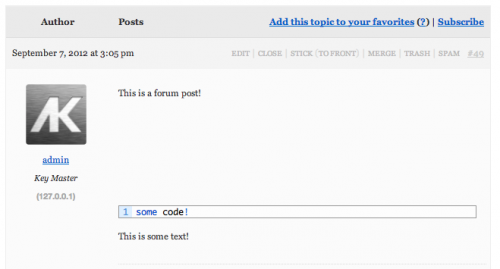 Author Posts Add this topic to your favorites (?) | Subscribe
September 7, 2012 at 3:05 pm EDIT | CLOSE | STICK (TO FRONT) | MERGE | TRASH | SPAM #49
This is a forum post!
AK
admin
Key Master
(127.0.0.1)
1 some code!
This is some text!